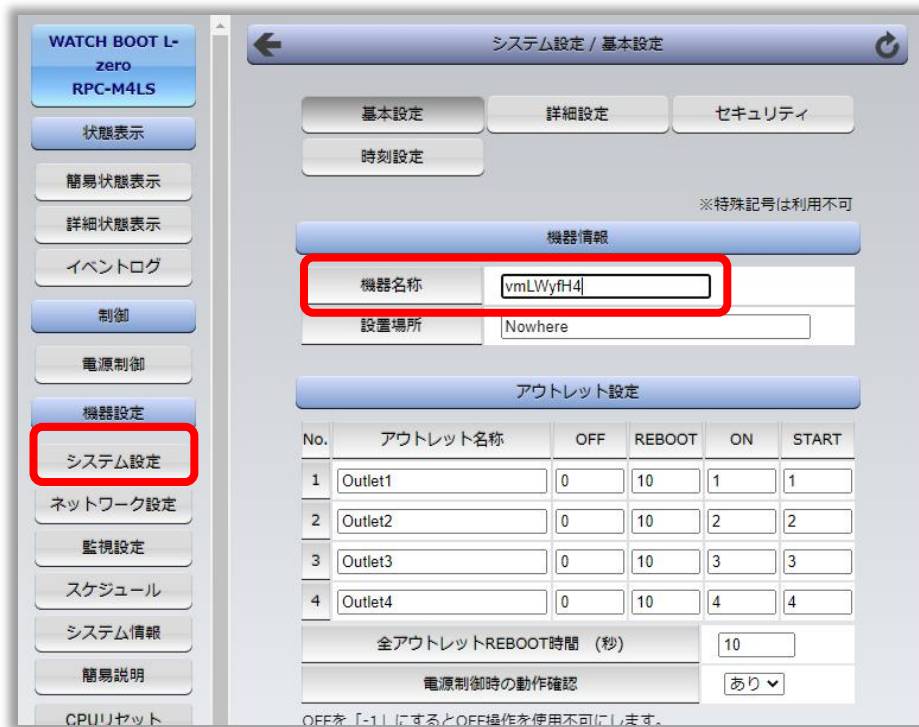 WATCH BOOT L-
zero
RPC-M4LS
状態表示
簡易状態表示
詳細状態表示
イベントログ
制御
電源制御
機器設定
システム設定
ネットワーク設定
監視設定
スケジュール
システム情報
簡易説明
CPUリセット
システム設定 / 基本設定
基本設定 詳細設定 セキュリティ
時刻設定
※特殊記号は利用不可
機器情報
機器名称 vmLWyfH4
設置場所 Nowhere
アウトレット設定
No. アウトレット名称 OFF REBOOT ON START
1 Outlet1 0 10 1 1
2 Outlet2 0 10 2 2
3 Outlet3 0 10 3 3
4 Outlet4 0 10 4 4
全アウトレットREBOOT時間 (秒) 10
電源制御時の動作確認 あり
OFFを「-1」にするとOFF操作を使用不可にします。